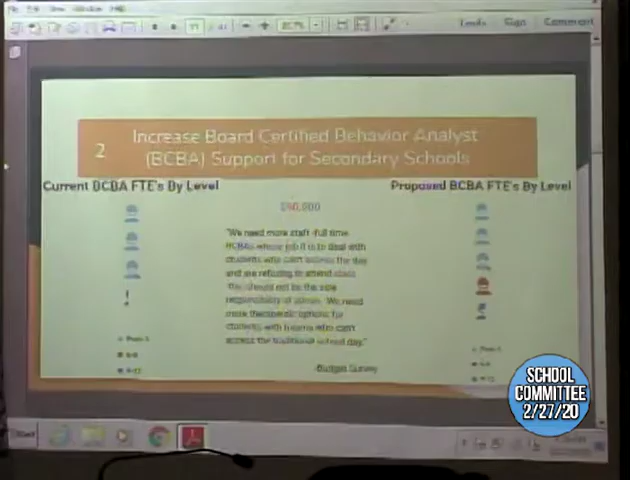 Tools Sign Comment
2 Increase Board Certified Behavior Analyst
(BCBA) Support for Secondary Schools
Current BCBA FTE's By Level
Proposed BCBA FTE's By Level
"We need more staff -full time
BCBAs whose job it is to deal with
students who can't access the day
and are refusing to attend class.
This should not be the sole
responsibility of
We need
more therapeutic options for
students with trauma who can't
access the traditional school day."
-Budget Survey
SCHOOL
COMMITTEE
2/27/20